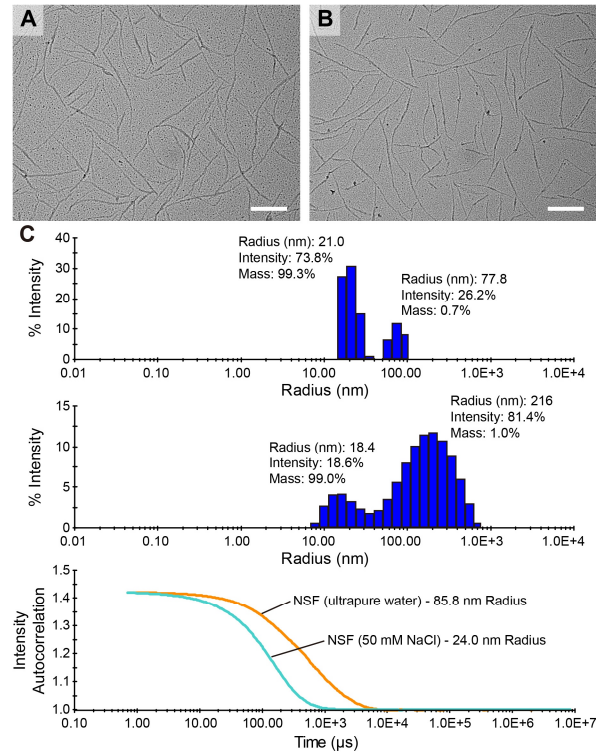 A
B
C
40
30
20
10
0
% Intensity
Radius (nm): 21.0
Intensity: 73.8%
Mass: 99.3%
Radius (nm): 77.8
Intensity: 26.2%
Mass: 0.7%
0.01 0.10 1.00 10.00 100.00 1.0E+3 1.0E+4
Radius (nm)
15
10
5
0
% Intensity
Radius (nm): 18.4
Intensity: 18.6%
Mass: 99.0%
Radius (nm): 216
Intensity: 81.4%
Mass: 1.0%
0.01 0.10 1.00 10.00 100.00 1.0E+3 1.0E+4
Radius (nm)
1.5
1.4
1.3
1.2
1.1
1.0
Intensity
Autocorrelation
NSF (ultrapure water) - 85.8 nm Radius
NSF (50 mM NaCl) - 24.0 nm Radius
0.10 1.00 10.00 100.00 1.0E+3 1.0E+4 1.0E+5 1.0E+6 1.0E+7
Time (µs)